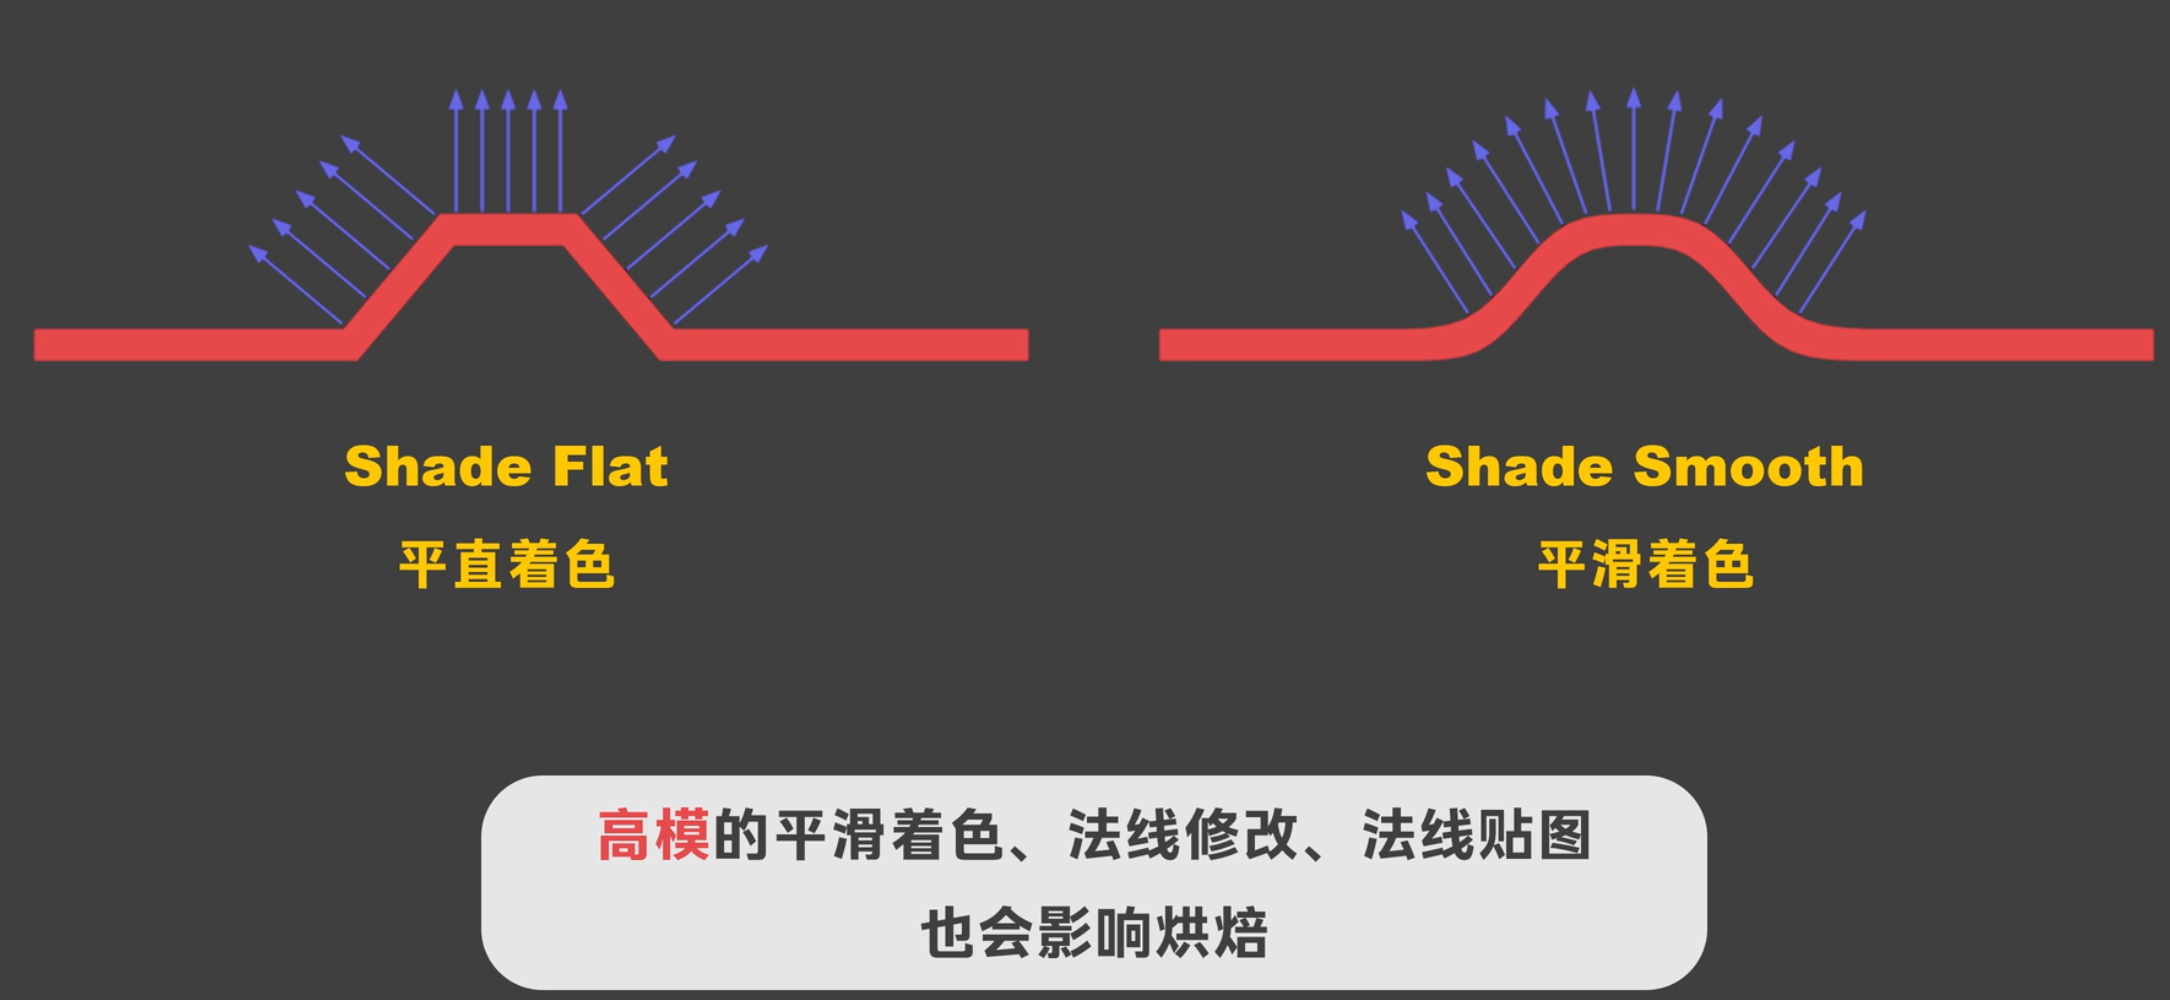 Shade Flat
平直着色
Shade Smooth
平滑着色
高模的平滑着色、法线修改、法线贴图
也会影响烘焙